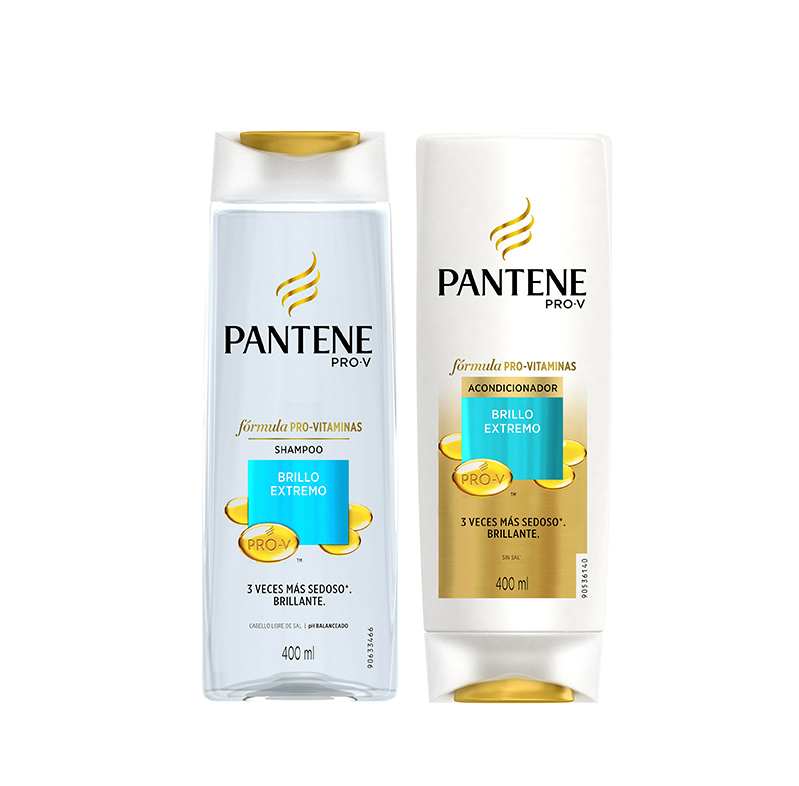 PANTENE
PRO-V
fórmula PRO-VITAMINAS
SHAMPOO
BRILLO
EXTREMO
PRO-V
™
3 VECES MÁS SEDOSO*.
BRILLANTE.
CABELLO LIBRE DE SAL | pH BALANCEADO
400 ml
90633466
PANTENE
PRO-V
fórmula PRO-VITAMINAS
ACONDICIONADOR
BRILLO
EXTREMO
PRO-V
™
3 VECES MÁS SEDOSO*.
BRILLANTE.
SIN SAL*
400 ml
90536140